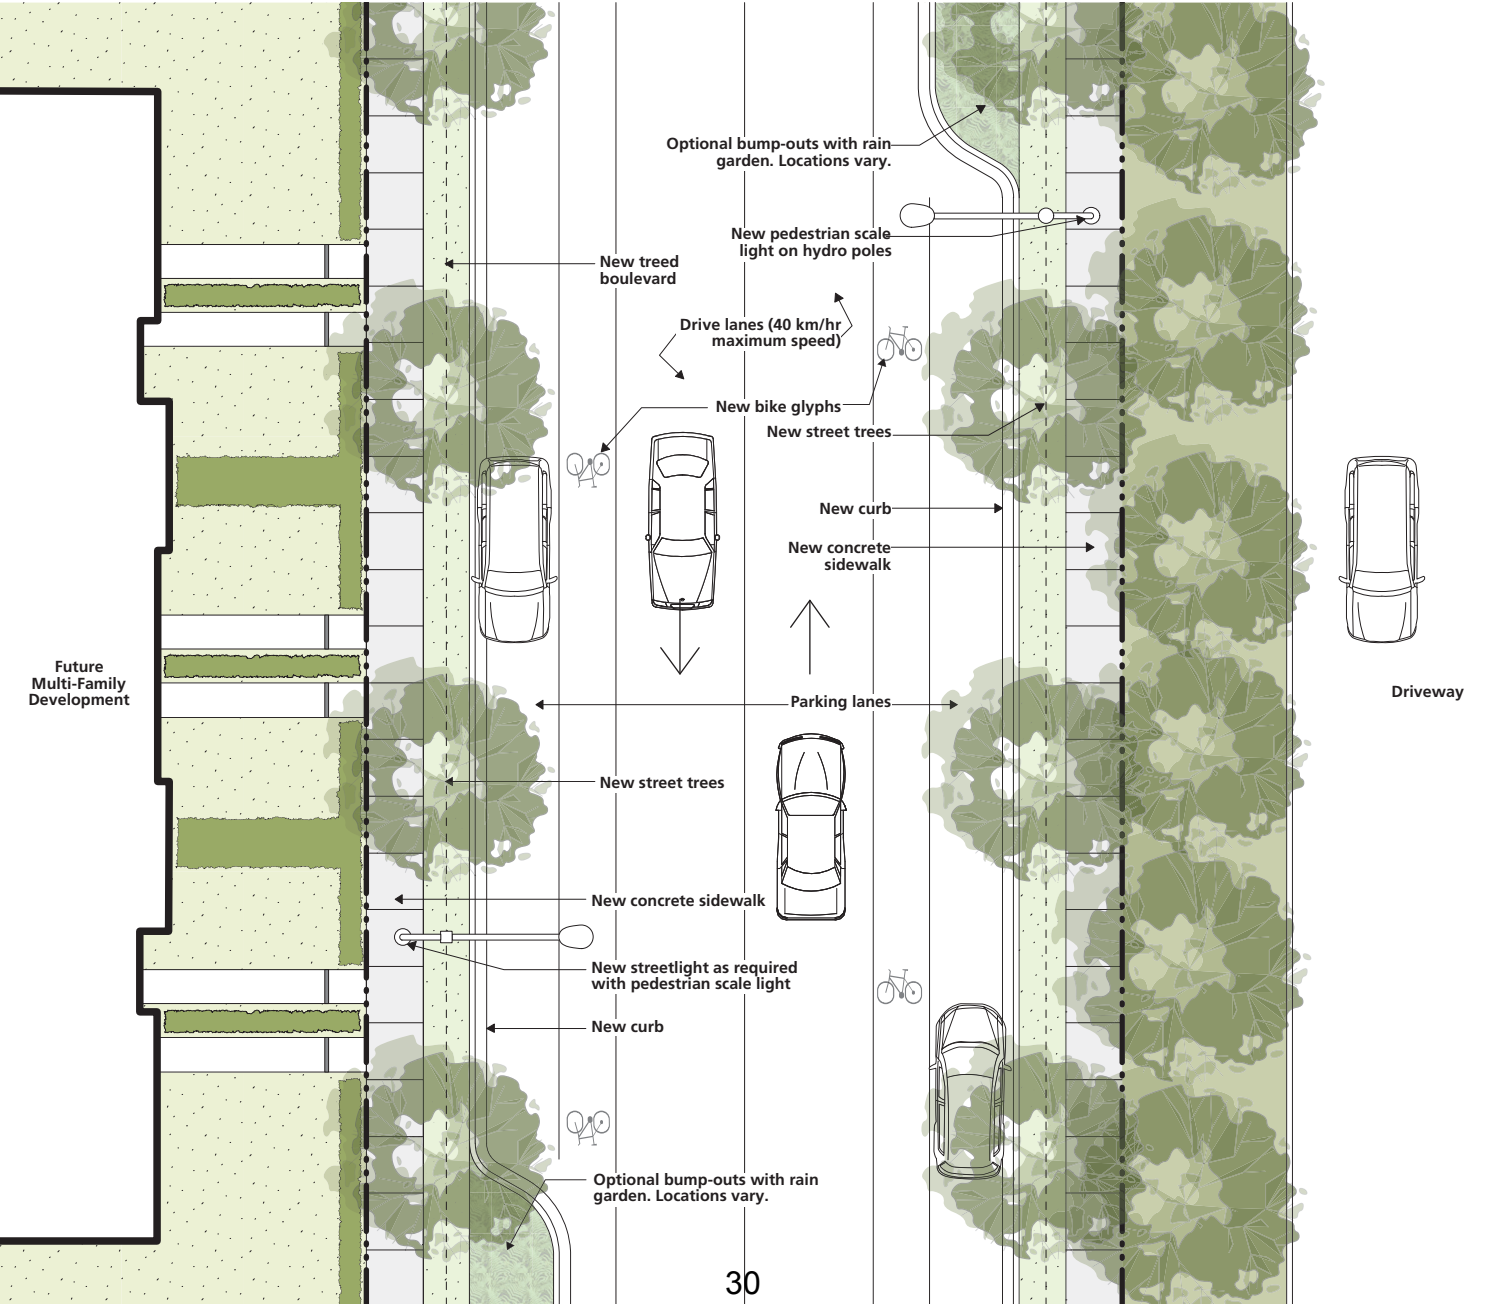 Optional bump-outs with rain
garden. Locations vary.
New pedestrian scale
light on hydro poles
New treed
boulevard
Drive lanes (40 km/hr
maximum speed)
New bike glyphs
New street trees
New curb
New concrete
sidewalk
Future
Multi-Family
Development
Driveway
Parking lanes
New street trees
New concrete sidewalk
New streetlight as required
with pedestrian scale light
New curb
Optional bump-outs with rain
garden. Locations vary.
30